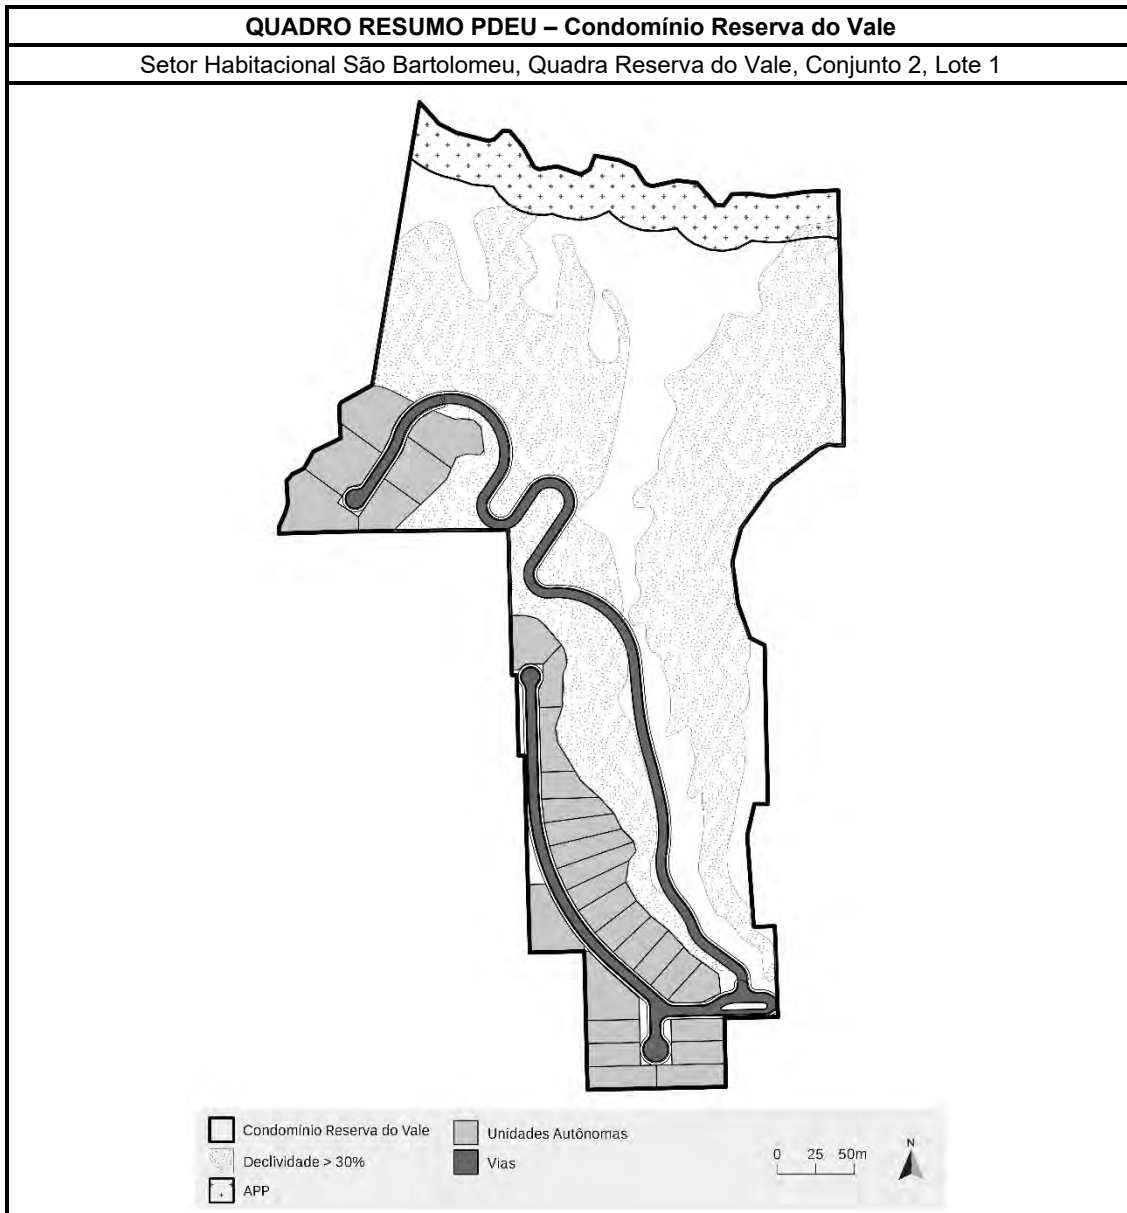 QUADRO RESUMO PDEU – Condomínio Reserva do Vale
Setor Habitacional São Bartolomeu, Quadra Reserva do Vale, Conjunto 2, Lote 1
Condomínio Reserva do Vale
Declividade > 30%
APP
Unidades Autônomas
Vias
0 25 50m
N